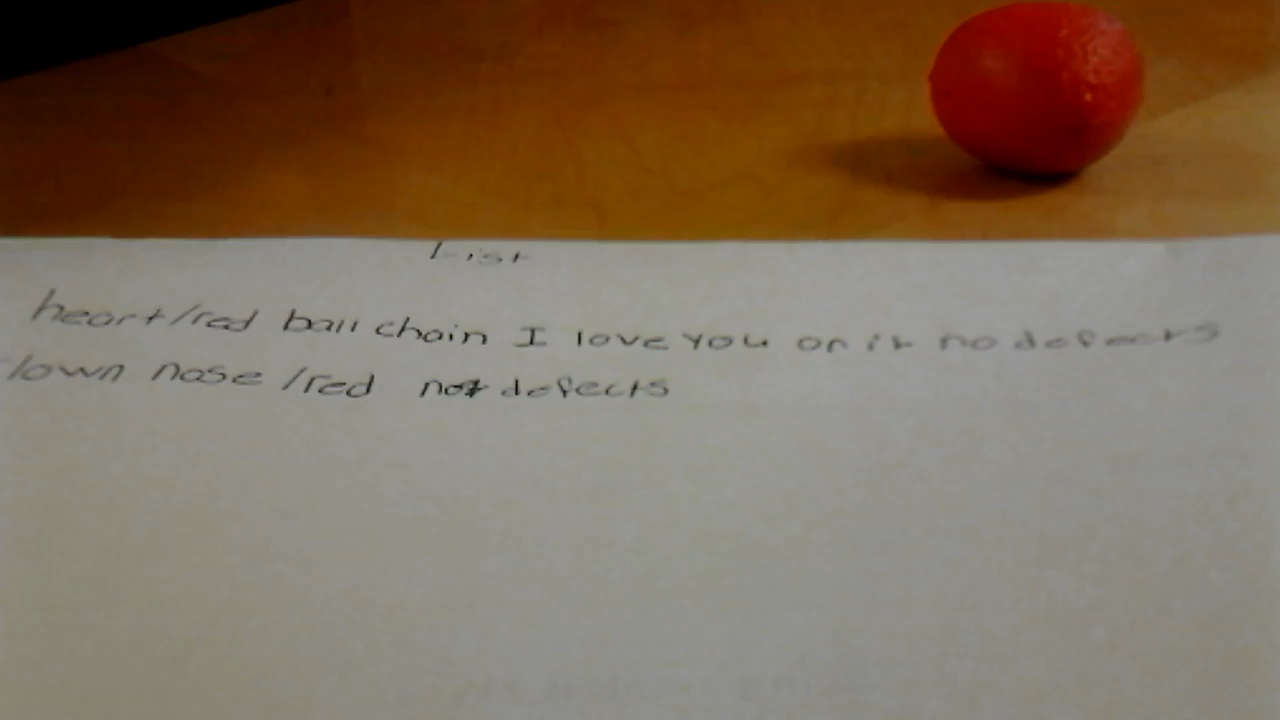 List
heart/red ball chain I love you on it no defects
lown nose /red not defects